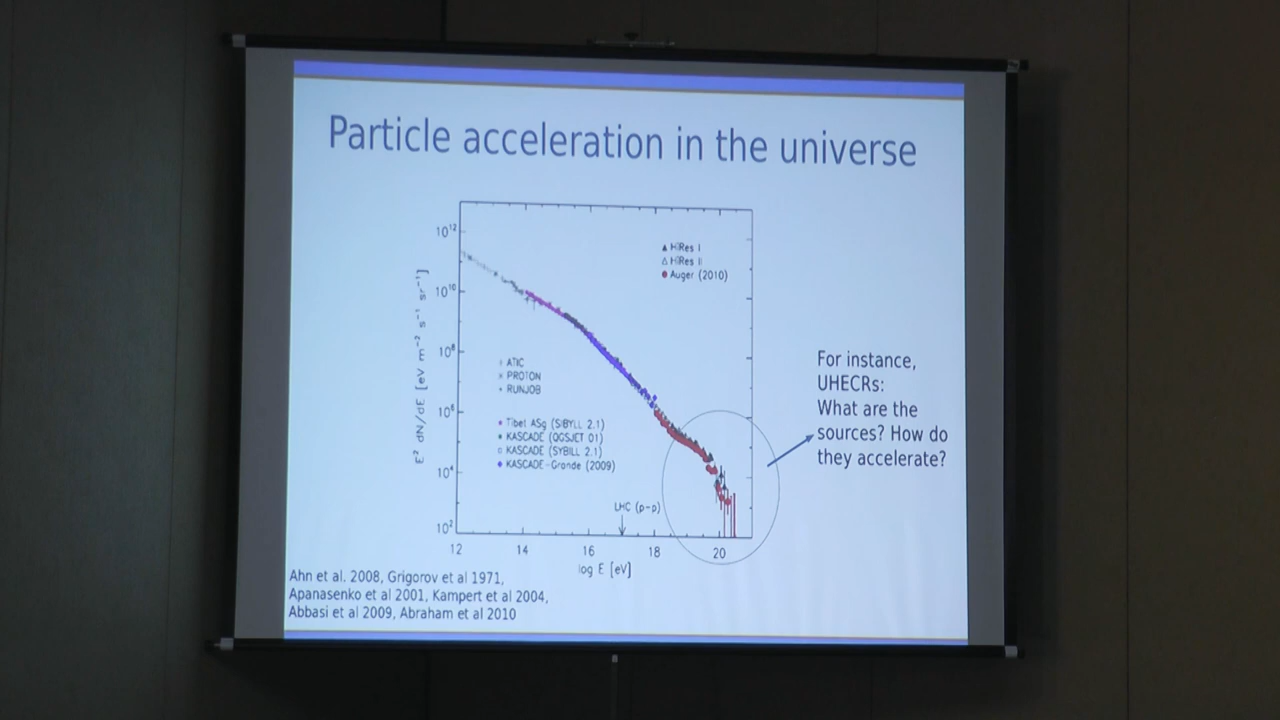 Particle acceleration in the universe
HiRes I
HiRes II
Auger (2010)
10^12
10^10
10^8
10^6
10^4
10^2
E² dN/dE [eV m⁻² s⁻¹ sr⁻¹]
ATIC
PROTON
RUNJOB
Tibet ASg (SIBYLL 2.1)
KASCADE (QGSJET 01)
KASCADE (SYBILL 2.1)
KASCADE-Grande (2009)
LHC (p-p)
12 14 16 18 20
log E [eV]
For instance,
UHECRs:
What are the
sources? How do
they accelerate?
Ahn et al. 2008, Grigorov et al 1971,
Apanasenko et al 2001, Kampert et al 2004,
Abbasi et al 2009, Abraham et al 2010